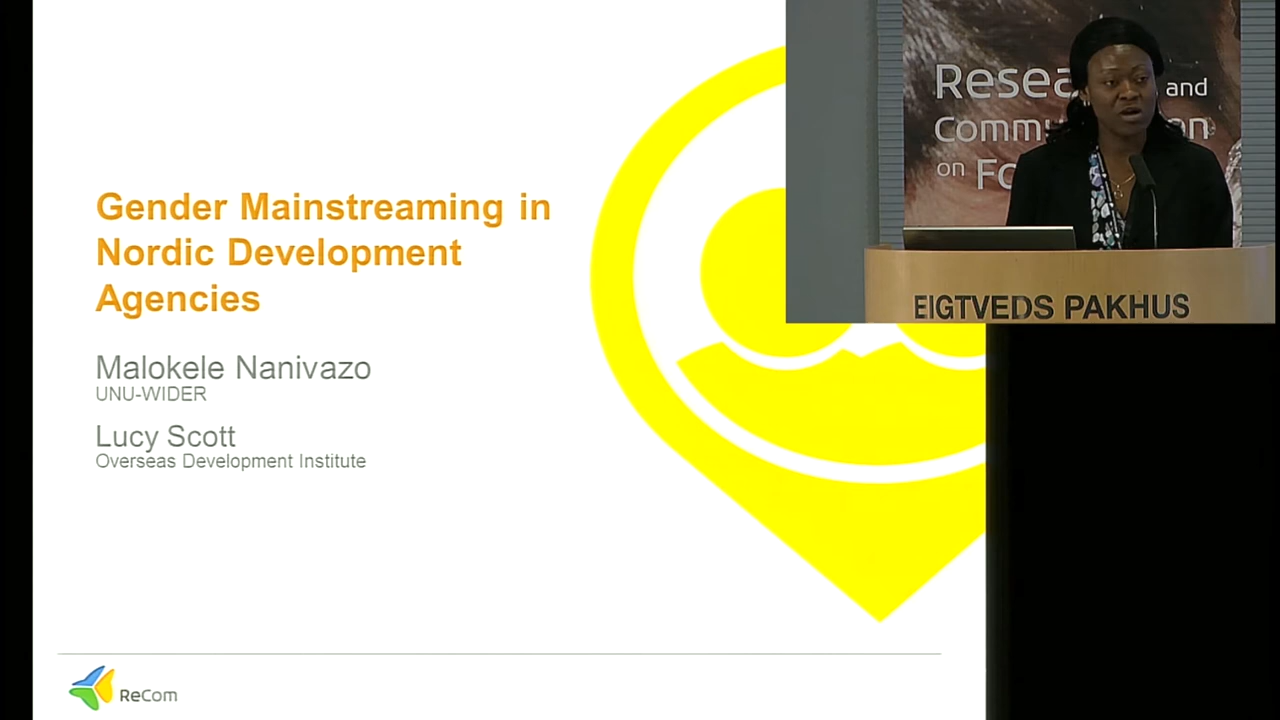 Gender Mainstreaming in
Nordic Development
Agencies
Malokele Nanivazo
UNU-WIDER
Lucy Scott
Overseas Development Institute
ReCom
and
on
EIGTVEDS PAKHUS